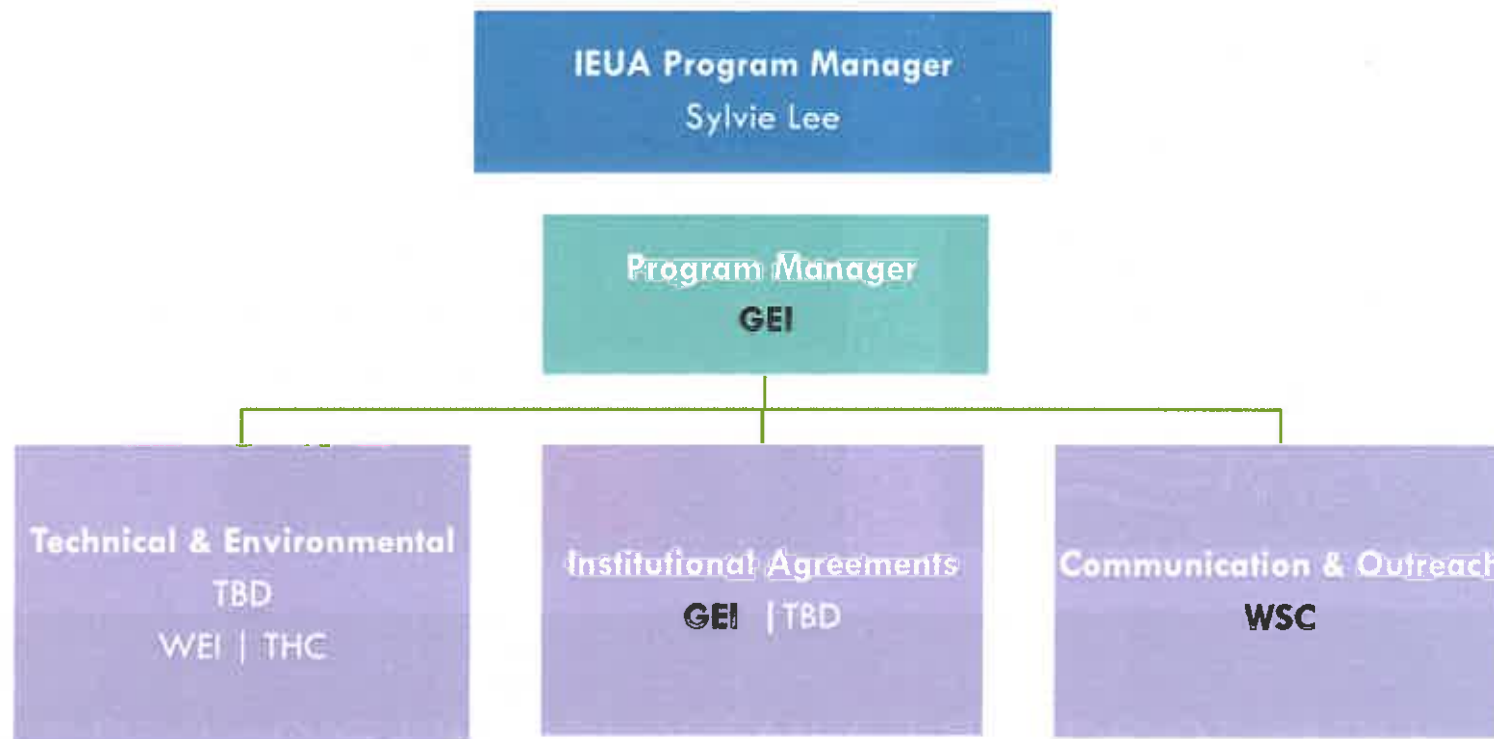 IEUA Program Manager
Sylvie Lee
Program Manager
GEI
Technical & Environmental
TBD
WEI | THC
Institutional Agreements
GEI | TBD
Communication & Outreach
WSC